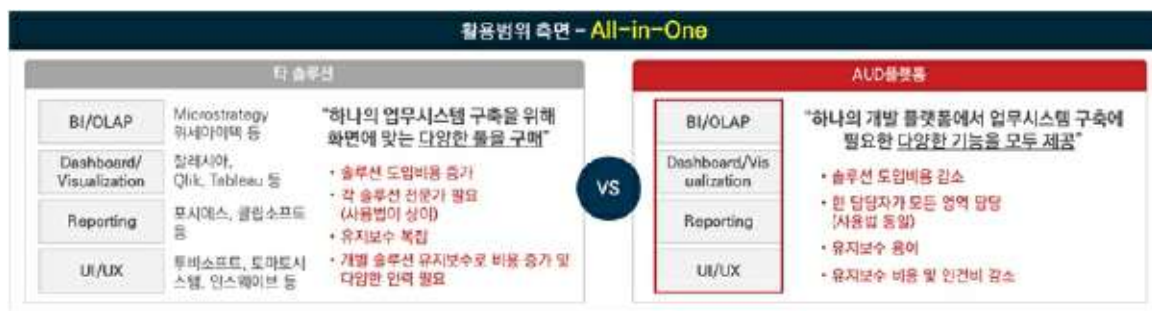 활용범위 측면 - All-in-One
타 솔루션
BI/OLAP
Microstrategy
위세아이텍 등
Dashboard/
Visualization
Qlik, Tableau 등
Reporting
포시에스, 클립소프트
등
UI/UX
투비소프트, 토마토시
스템, 인스웨이브 등
"하나의 업무시스템 구축을 위해
화면에 맞는 다양한 툴을 구매"
• 솔루션 도입비용 증가
• 각 솔루션 전문가 필요
(사용법이 상이)
• 유지보수 복잡
• 개별 솔루션 유지보수로 비용 증가 및
다양한 인력 필요
VS
AUD플랫폼
BI/OLAP
Dashboard/Vis
ualization
Reporting
UI/UX
"하나의 개발 플랫폼에서 업무시스템 구축에
필요한 다양한 기능을 모두 제공"
• 솔루션 도입비용 감소
• 한 담당자가 모든 영역 담당
(사용법 동일)
• 유지보수 용이
• 유지보수 비용 및 인건비 감소